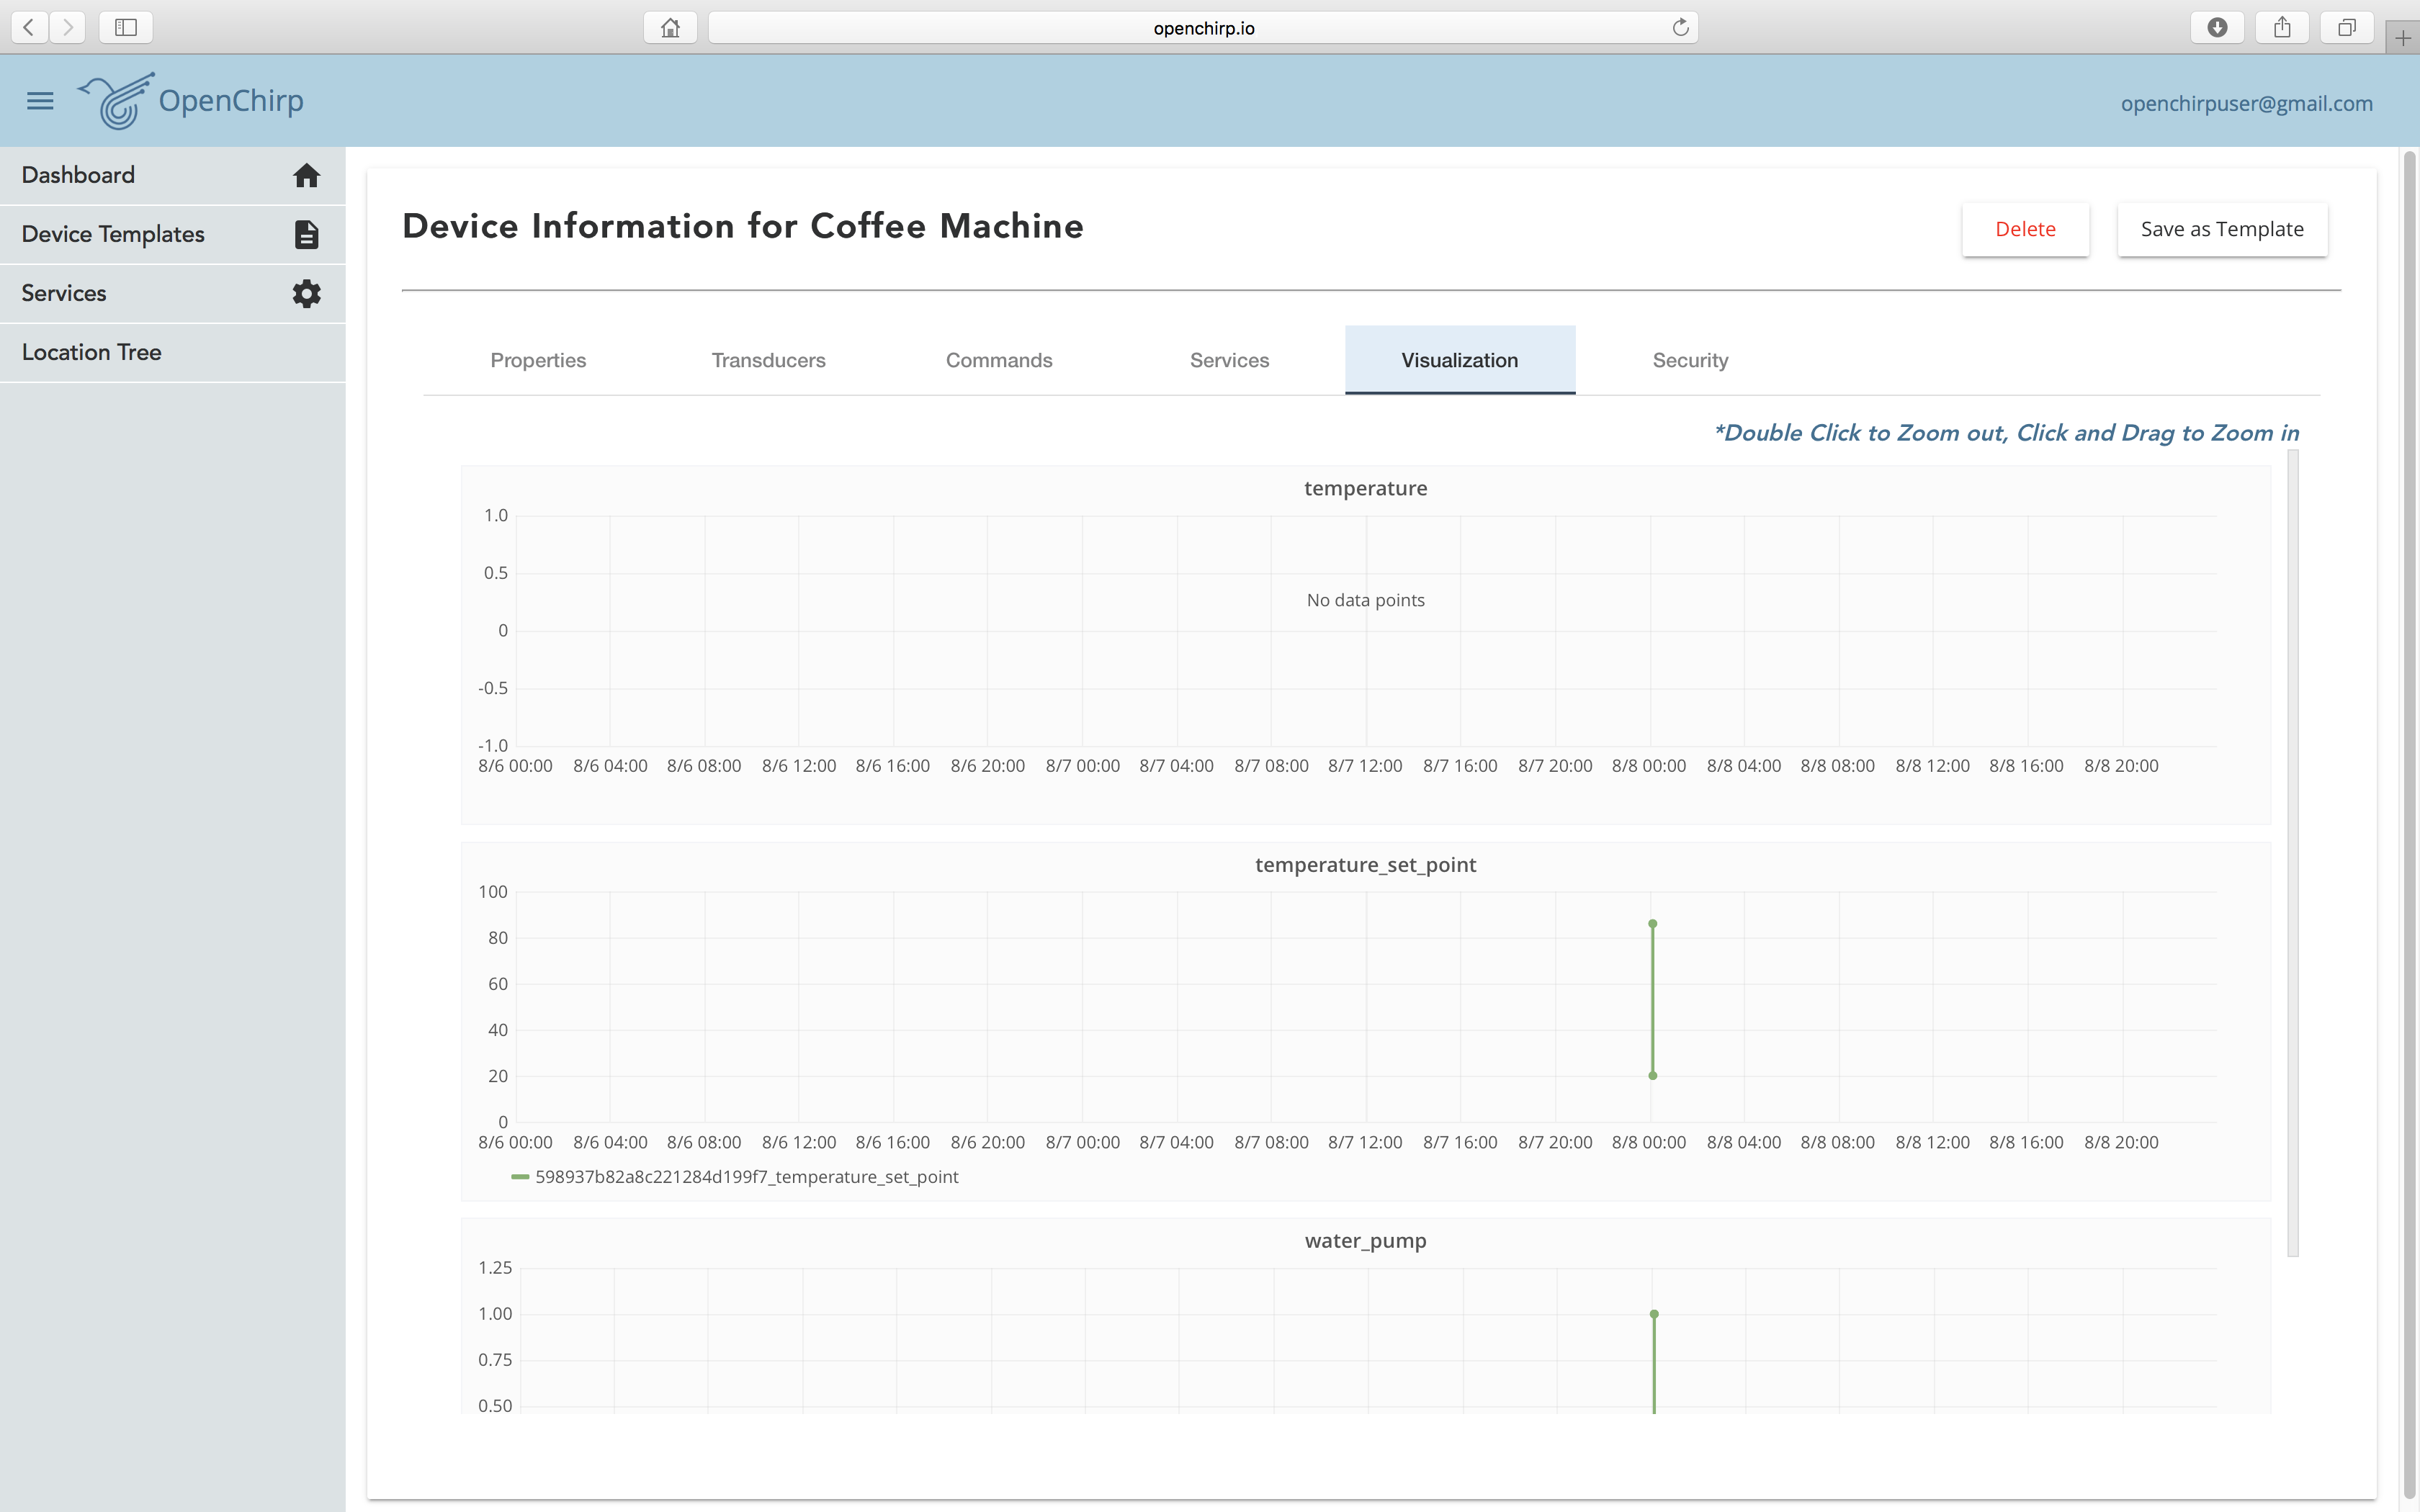 openchirp.io
OpenChirp
openchirpuser@gmail.com
Dashboard
Device Templates
Services
Location Tree
Device Information for Coffee Machine
Delete
Save as Template
Properties Transducers Commands Services Visualization Security
*Double Click to Zoom out, Click and Drag to Zoom in
temperature
1.0
0.5
No data points
0
-0.5
-1.0
8/6 00:00 8/6 04:00 8/6 08:00 8/6 12:00 8/6 16:00 8/6 20:00 8/7 00:00 8/7 04:00 8/7 08:00 8/7 12:00 8/7 16:00 8/7 20:00 8/8 00:00 8/8 04:00 8/8 08:00 8/8 12:00 8/8 16:00 8/8 20:00
temperature_set_point
100
80
60
40
20
0
8/6 00:00 8/6 04:00 8/6 08:00 8/6 12:00 8/6 16:00 8/6 20:00 8/7 00:00 8/7 04:00 8/7 08:00 8/7 12:00 8/7 16:00 8/7 20:00 8/8 00:00 8/8 04:00 8/8 08:00 8/8 12:00 8/8 16:00 8/8 20:00
598937b82a8c221284d199f7_temperature_set_point
water_pump
1.25
1.00
0.75
0.50